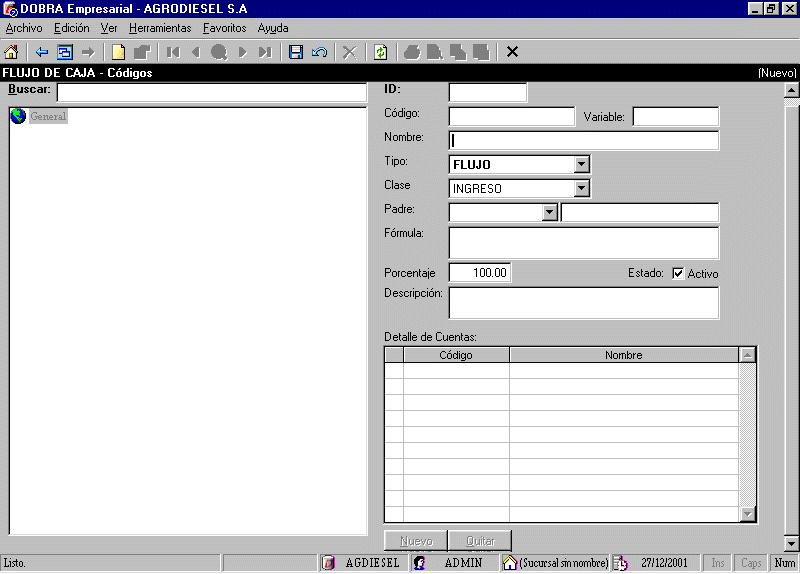 DOBRA Empresarial - AGRODIESEL S.A
Archivo Edición Ver Herramientas Favoritos Ayuda
FLUJO DE CAJA - Códigos (Nuevo)
Buscar:
General
ID:
Código: Variable:
Nombre:
Tipo: FLUJO
Clase INGRESO
Padre:
Fórmula:
Porcentaje 100.00 Estado: Activo
Descripción:
Detalle de Cuentas:
Código Nombre
Nuevo Quitar
Listo. AGDIESEL ADMIN (Sucursal sin nombre) 27/12/2001 Ins Caps Num